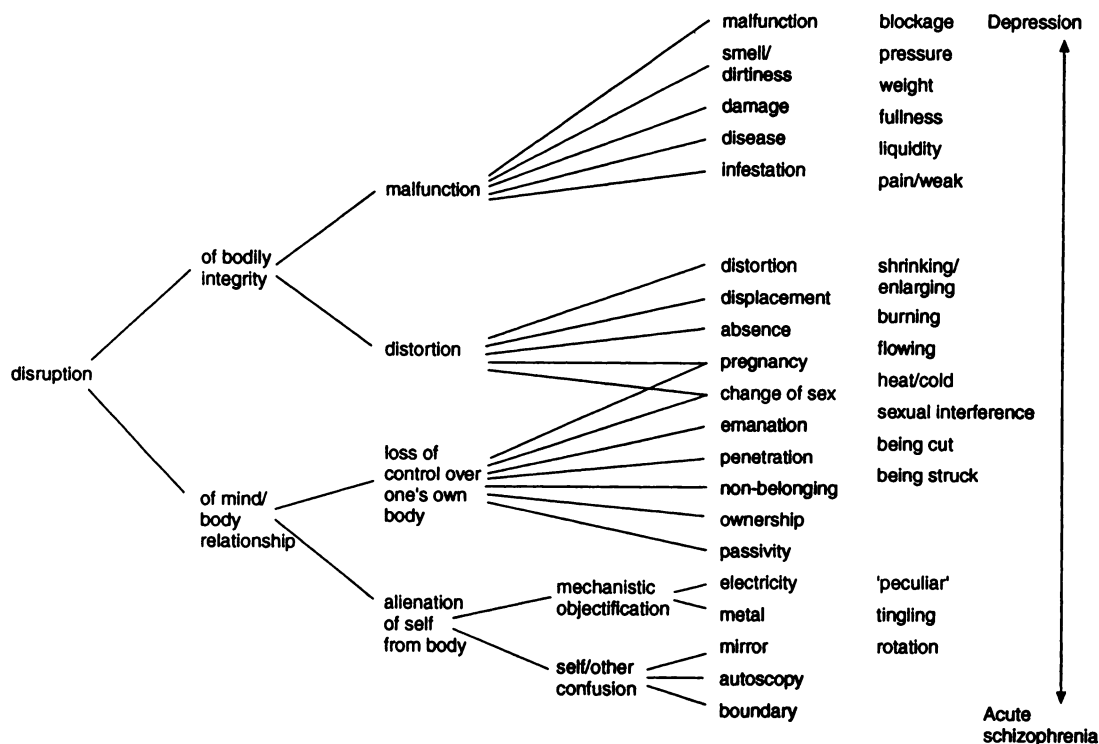 malfunction blockage Depression
smell/ pressure
dirtiness weight
damage fullness
disease liquidity
infestation pain/weak
malfunction
of bodily
integrity
distortion shrinking/
enlarging
displacement burning
absence flowing
distortion
pregnancy heat/cold
disruption
change of sex sexual interference
emanation being cut
penetration being struck
loss of
control over
one's own
body
non-belonging
ownership
passivity
of mind/
body
relationship
mechanistic
objectification
electricity 'peculiar'
metal tingling
alienation
of self
from body
mirror rotation
self/other
confusion
autoscopy
boundary
Acute
schizophrenia